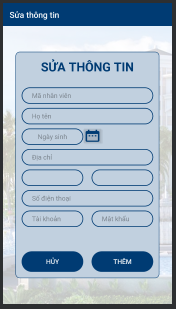 Sửa thông tin
SỬA THÔNG TIN
Mã nhân viên
Họ tên
Ngày sinh
Địa chỉ
Số điện thoại
Tài khoản Mật khẩu
HỦY THÊM